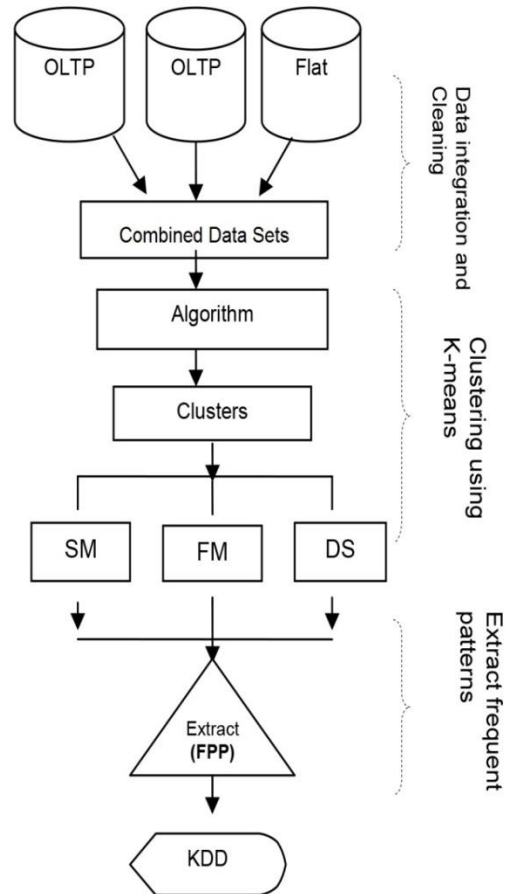 OLTP
OLTP
Flat
Data integration and
Cleaning
Combined Data Sets
Algorithm
Clustering using
K-means
Clusters
SM
FM
DS
Extract frequent
patterns
Extract
(FPP)
KDD